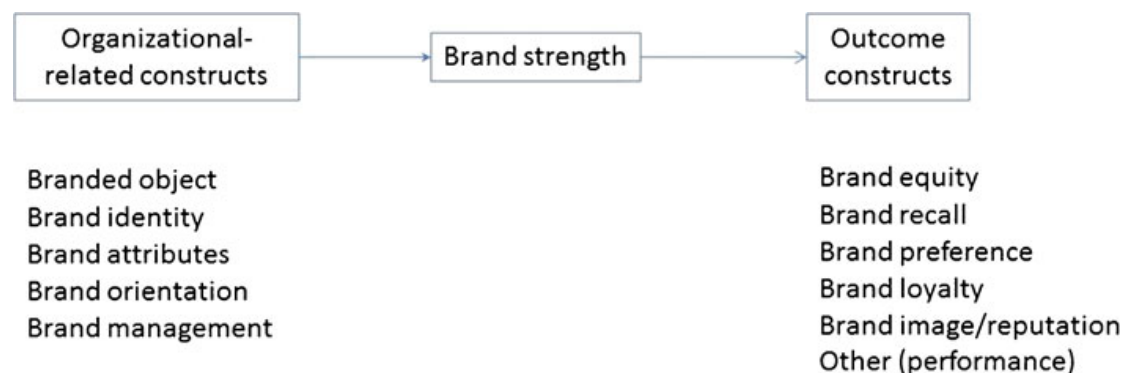 Organizational-
related constructs
Brand strength
Outcome
constructs
Branded object
Brand identity
Brand attributes
Brand orientation
Brand management
Brand equity
Brand recall
Brand preference
Brand loyalty
Brand image/reputation
Other (performance)